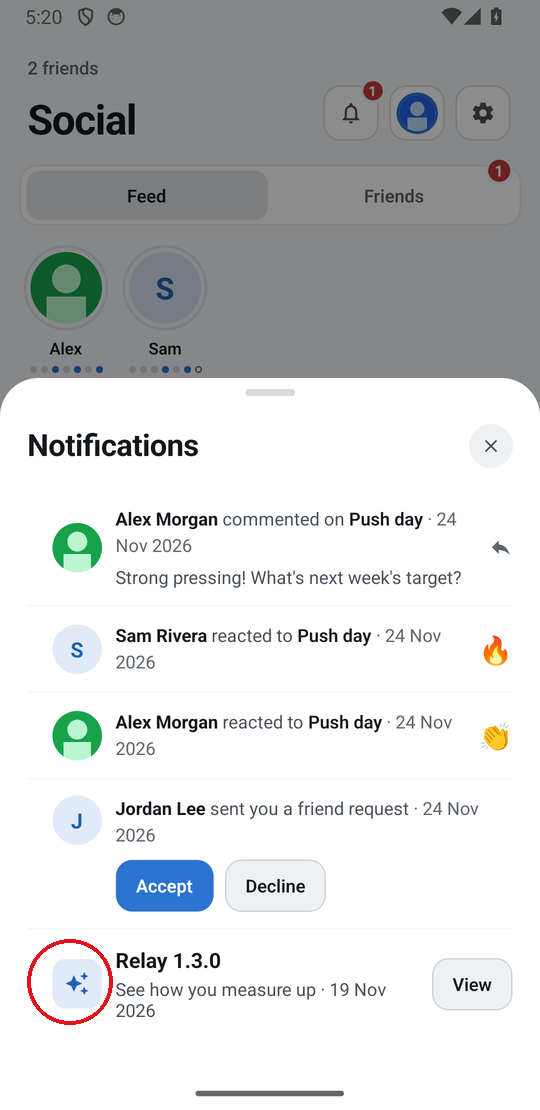 5:20
2 friends
Social
1
1
Feed
Friends
S
Alex
Sam
Notifications
Alex Morgan commented on Push day · 24
Nov 2026
Strong pressing! What's next week's target?
S
Sam Rivera reacted to Push day · 24 Nov
2026
Alex Morgan reacted to Push day · 24 Nov
2026
J
Jordan Lee sent you a friend request · 24 Nov
2026
Accept
Decline
Relay 1.3.0
See how you measure up · 19 Nov
2026
View